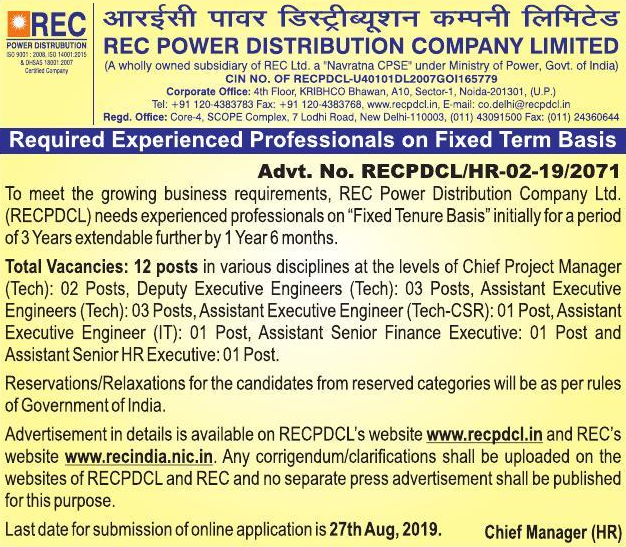 REC
POWER DISTRUBUTION
ISO 9001 : 2008, ISO 14001:2015
& OHSAS 18001:2007
Certified Company
आरईसी पावर डिस्ट्रीब्यूशन कम्पनी लिमिटेड
REC POWER DISTRIBUTION COMPANY LIMITED
(A wholly owned subsidiary of REC Ltd. a "Navratna CPSE" under Ministry of Power, Govt. of India)
CIN NO. OF RECPDCL-U40101DL2007GOI165779
Corporate Office: 4th Floor, KRIBHCO Bhawan, A10, Sector-1, Noida-201301, (U.P.)
Tel: +91 120-4383783 Fax: +91 120-4383768, www.recpdcl.in, E-mail: co.delhi@recpdcl.in
Regd. Office: Core-4, SCOPE Complex, 7 Lodhi Road, New Delhi-110003, (011) 43091500 Fax: (011) 24360644
Required Experienced Professionals on Fixed Term Basis
Advt. No. RECPDCL/HR-02-19/2071
To meet the growing business requirements, REC Power Distribution Company Ltd.
(RECPDCL) needs experienced professionals on "Fixed Tenure Basis" initially for a period
of 3 Years extendable further by 1 Year 6 months.
Total Vacancies: 12 posts in various disciplines at the levels of Chief Project Manager
(Tech): 02 Posts, Deputy Executive Engineers (Tech): 03 Posts, Assistant Executive
Engineers (Tech): 03 Posts, Assistant Executive Engineer (Tech-CSR): 01 Post, Assistant
Executive Engineer (IT): 01 Post, Assistant Senior Finance Executive: 01 Post and
Assistant Senior HR Executive: 01 Post.
Reservations/Relaxations for the candidates from reserved categories will be as per rules
of Government of India.
Advertisement in details is available on RECPDCL's website www.recpdcl.in and REC's
website www.recindia.nic.in. Any corrigendum/clarifications shall be uploaded on the
websites of RECPDCL and REC and no separate press advertisement shall be published
for this purpose.
Last date for submission of online application is 27th Aug, 2019. Chief Manager (HR)